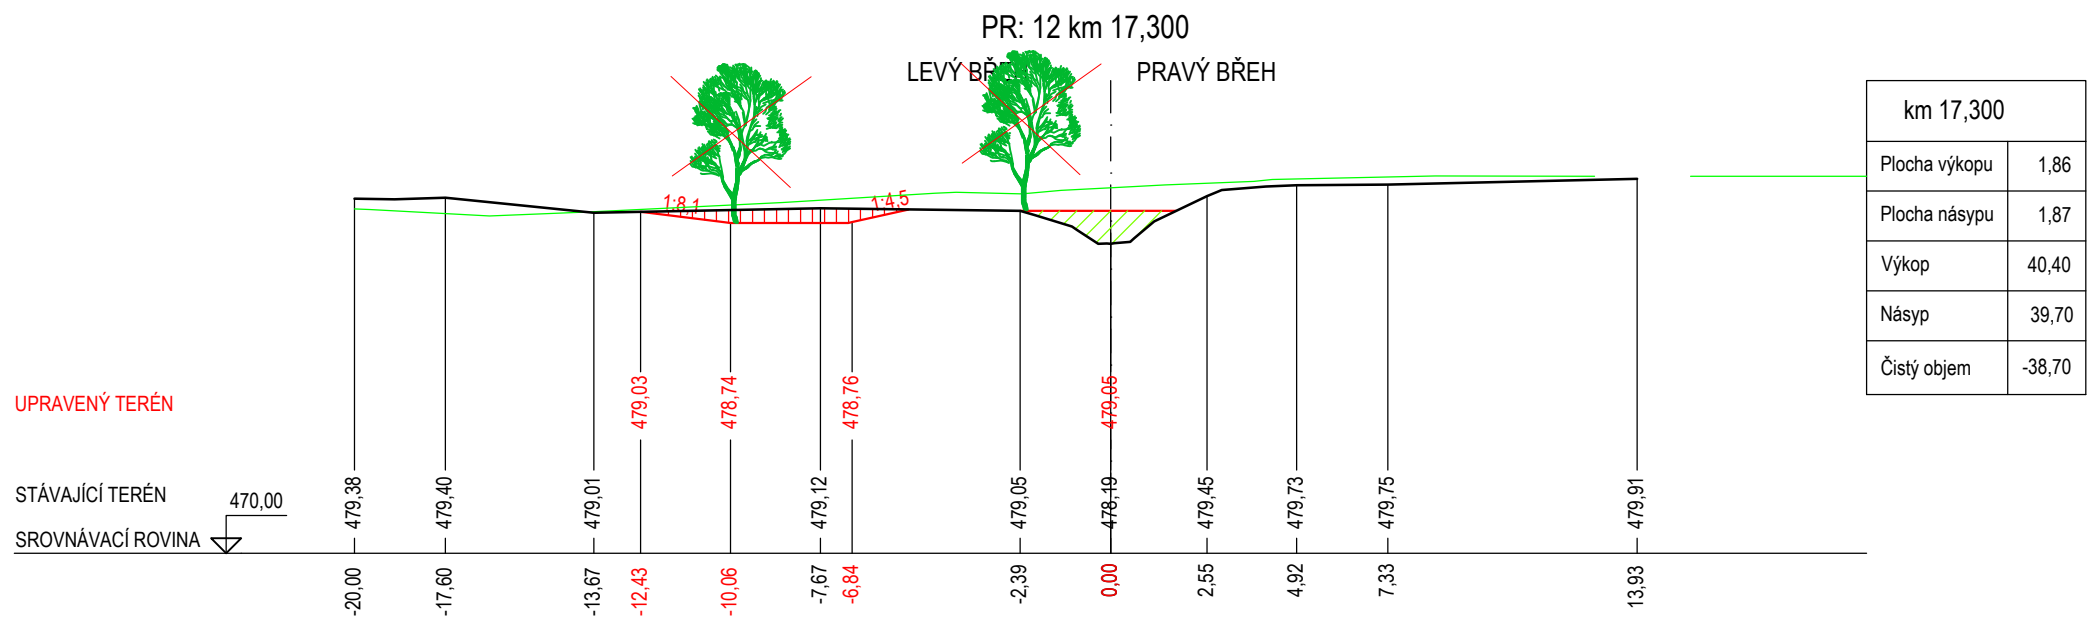 PR: 12 km 17,300
LEVÝ BŘE
PRAVÝ BŘEH
km 17,300
Plocha výkopu 1,86
Plocha násypu 1,87
Výkop 40,40
Násyp 39,70
Čistý objem -38,70
1:8,1
1:4,5
UPRAVENÝ TERÉN
479,03
478,74
478,76
479,05
STÁVAJÍCÍ TERÉN
470,00
479,38
479,40
479,01
479,12
479,05
478,19
479,45
479,73
479,75
479,91
SROVNÁVACÍ ROVINA
-20,00
-17,60
-13,67
-12,43
-10,06
-7,67
-6,84
-2,39
0,00
2,55
4,92
7,33
13,93